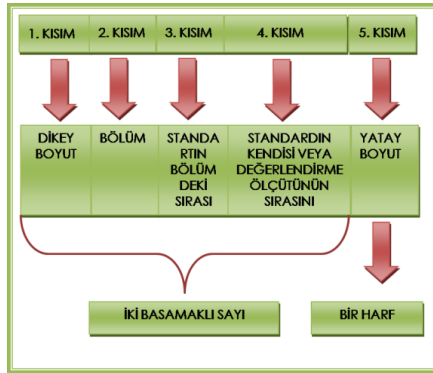 1. KISIM
2. KISIM
3. KISIM
4. KISIM
5. KISIM
DİKEY
BOYUT
BÖLÜM
STANDA
RTIN
BÖLÜM
DEKİ
SIRASI
STANDARDIN
KENDİSİ VEYA
DEĞERLENDİRME
ÖLÇÜTÜNÜN
SIRASINI
YATAY
BOYUT
İKİ BASAMAKLI SAYI
BİR HARF